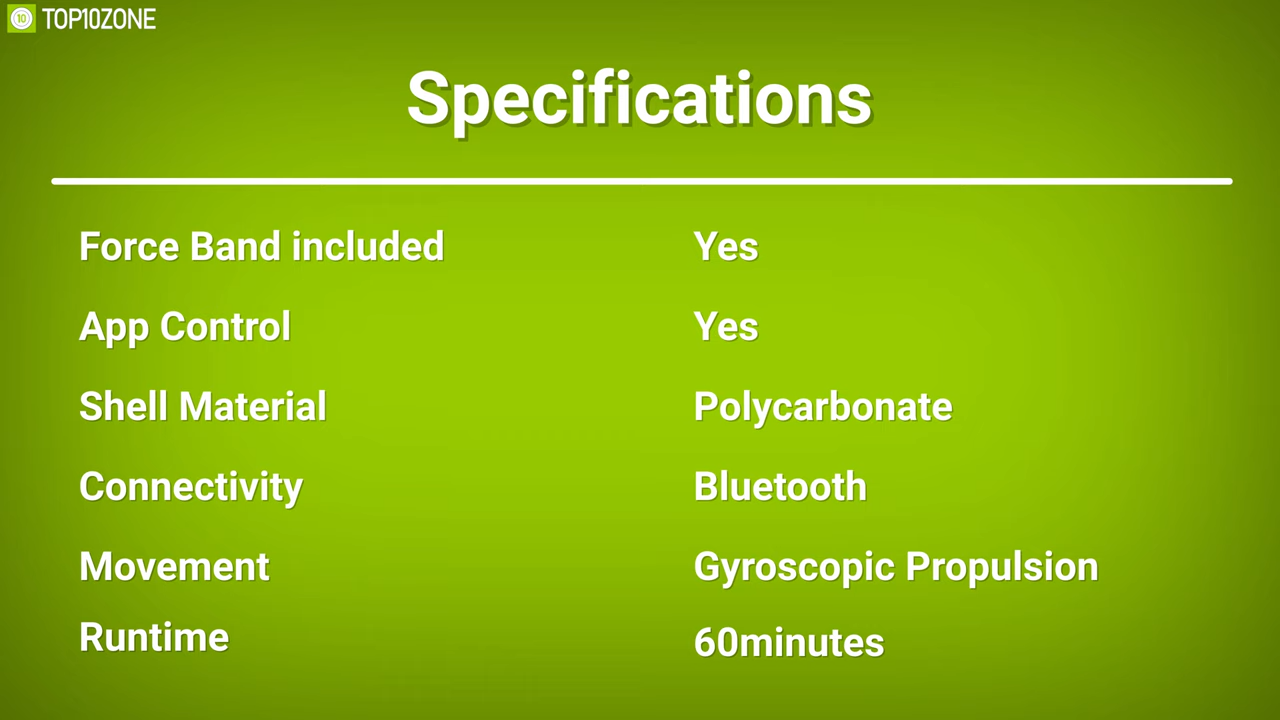 TOP10ZONE
Specifications
Force Band included Yes
App Control Yes
Shell Material Polycarbonate
Connectivity Bluetooth
Movement Gyroscopic Propulsion
Runtime 60minutes